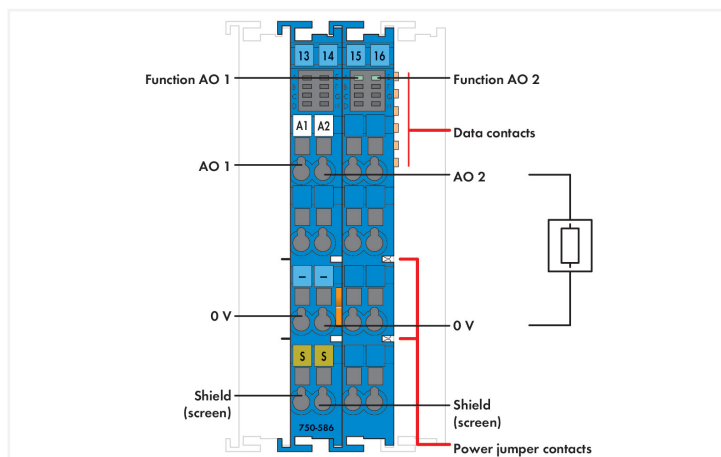 13 14 15 16
Function AO 1
Function AO 2
A1 A2
Data contacts
AO 1
AO 2
– –
0 V
0 V
S S
Shield
(screen)
Shield
(screen)
750-586
Power jumper contacts